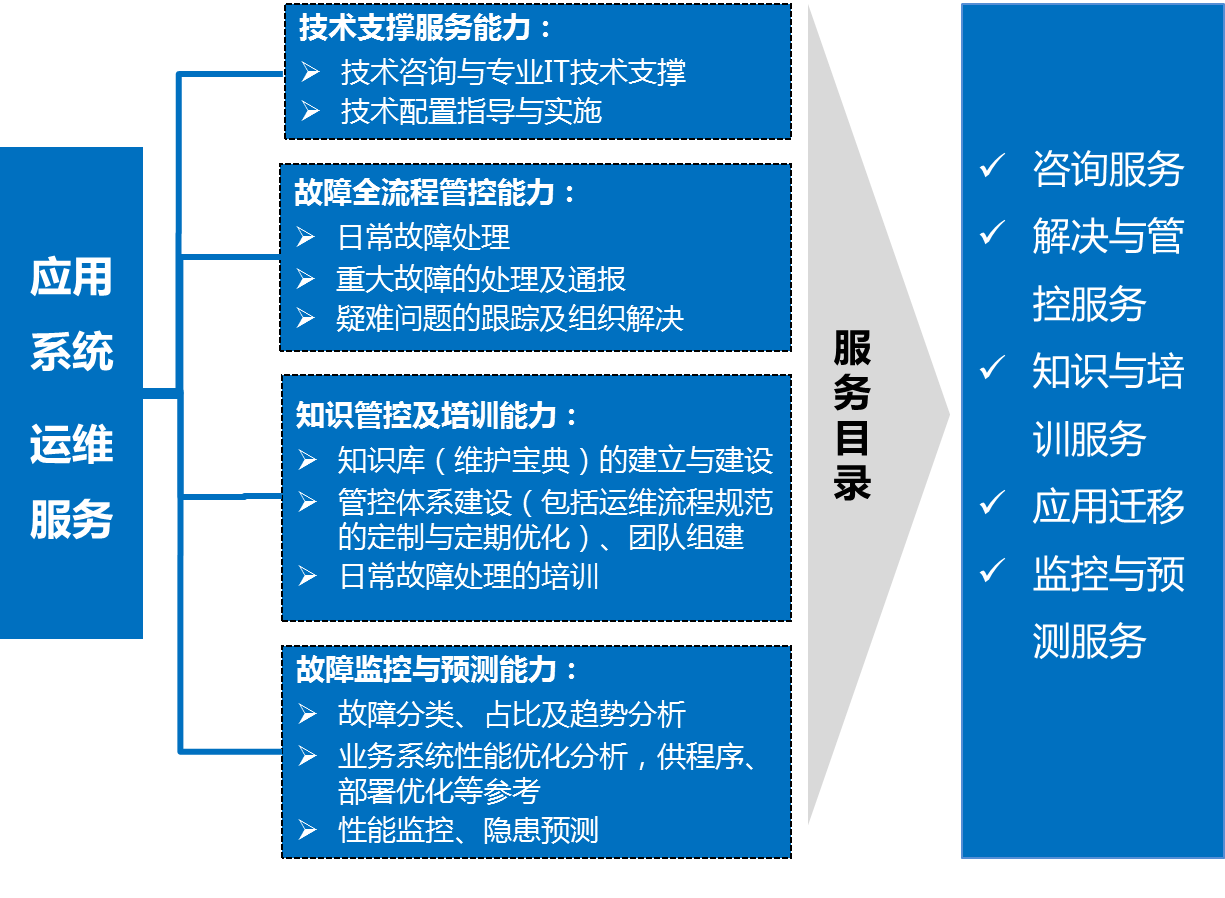 应用
系统
运维
服务
技术支撑服务能力：
技术咨询与专业IT技术支撑
技术配置指导与实施
故障全流程管控能力：
日常故障处理
重大故障的处理及通报
疑难问题的跟踪及组织解决
知识管控及培训能力：
知识库（维护宝典）的建立与建设
管控体系建设（包括运维流程规范
的定制与定期优化）、团队组建
日常故障处理的培训
故障监控与预测能力：
故障分类、占比及趋势分析
业务系统性能优化分析，供程序、
部署优化等参考
性能监控、隐患预测
服
务
目
录
咨询服务
解决与管
控服务
知识与培
训服务
应用迁移
监控与预
测服务